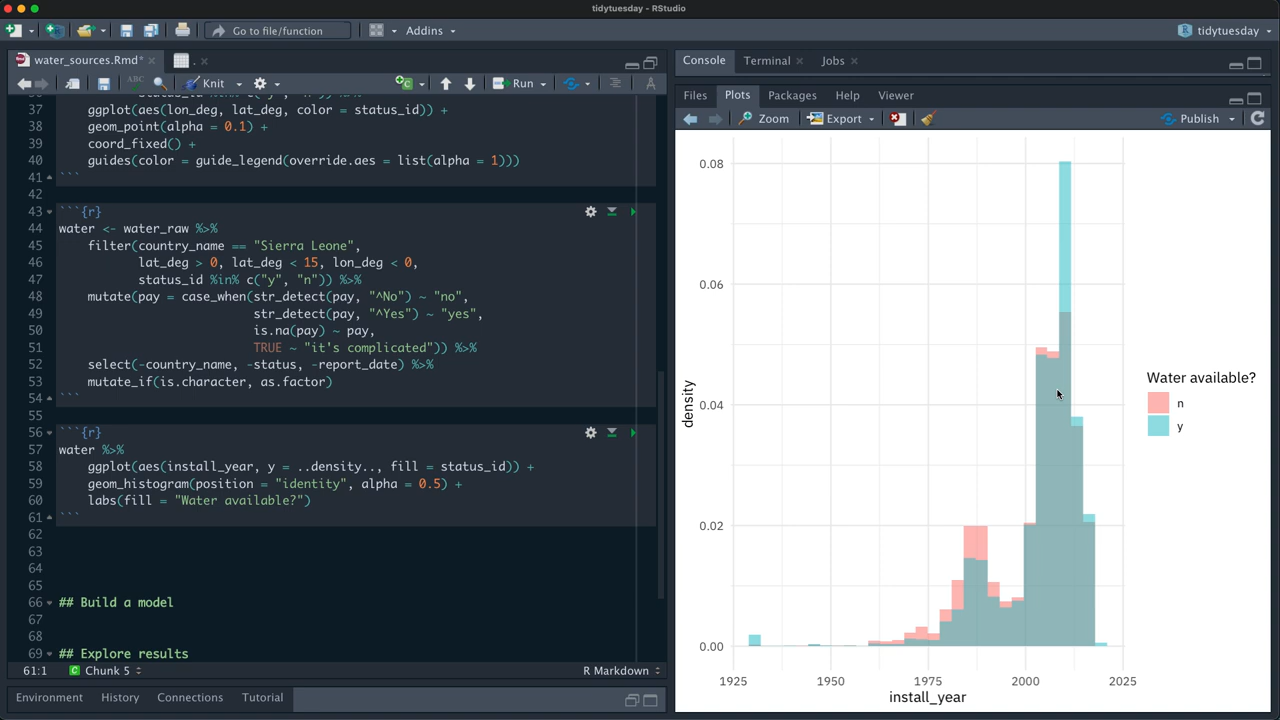 tidytuesday - RStudio
Go to file/function
Addins
tidytuesday
water_sources.Rmd*
.
ABC
Knit
Run
37 ggplot(aes(lon_deg, lat_deg, color = status_id)) +
38 geom_point(alpha = 0.1) +
39 coord_fixed() +
40 guides(color = guide_legend(override.aes = list(alpha = 1)))
41 ```
42
43 ```{r}
44 water <- water_raw %>%
45 filter(country_name == "Sierra Leone",
46 lat_deg > 0, lat_deg < 15, lon_deg < 0,
47 status_id %in% c("y", "n")) %>%
48 mutate(pay = case_when(str_detect(pay, "^No") ~ "no",
49 str_detect(pay, "^Yes") ~ "yes",
50 is.na(pay) ~ pay,
51 TRUE ~ "it's complicated")) %>%
52 select(-country_name, -status, -report_date) %>%
53 mutate_if(is.character, as.factor)
54 ```
55
56 ```{r}
57 water %>%
58 ggplot(aes(install_year, y = ..density.., fill = status_id)) +
59 geom_histogram(position = "identity", alpha = 0.5) +
60 labs(fill = "Water available?")
61 ```
62
63
64
65
66 ## Build a model
67
68
69 ## Explore results
61:1 Chunk 5 R Markdown
Environment History Connections Tutorial
Console Terminal Jobs
Files Plots Packages Help Viewer
Zoom Export Publish
0.08
0.06
0.04
0.02
0.00
density
1925 1950 1975 2000 2025
install_year
Water available?
n
y